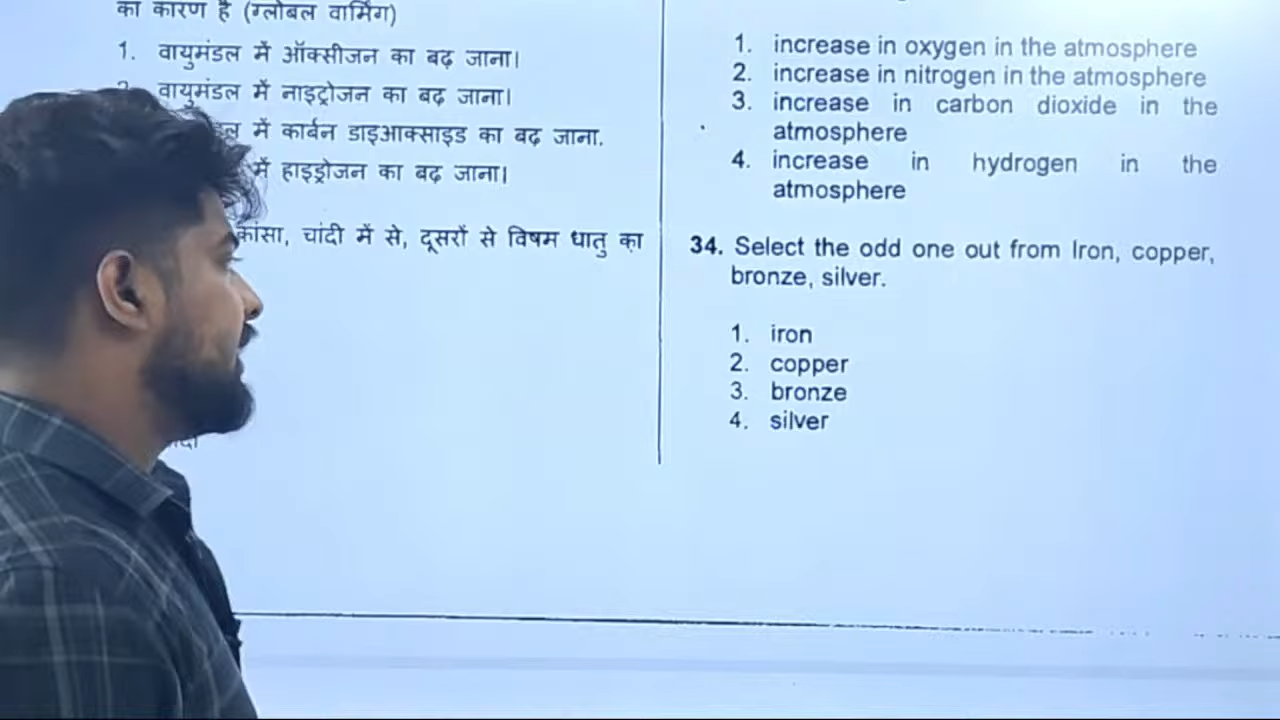 का कारण है (ग्लोबल वार्मिंग)
1. वायुमंडल में ऑक्सीजन का बढ़ जाना।
वायुमंडल में नाइट्रोजन का बढ़ जाना।
में कार्बन डाइआक्साइड का बढ़ जाना.
में हाइड्रोजन का बढ़ जाना।
कांसा, चांदी में से, दूसरों से विषम धातु का
1. increase in oxygen in the atmosphere
2. increase in nitrogen in the atmosphere
3. increase in carbon dioxide in the
atmosphere
4. increase in hydrogen in the
atmosphere
34. Select the odd one out from Iron, copper,
bronze, silver.
1. iron
2. copper
3. bronze
4. silver